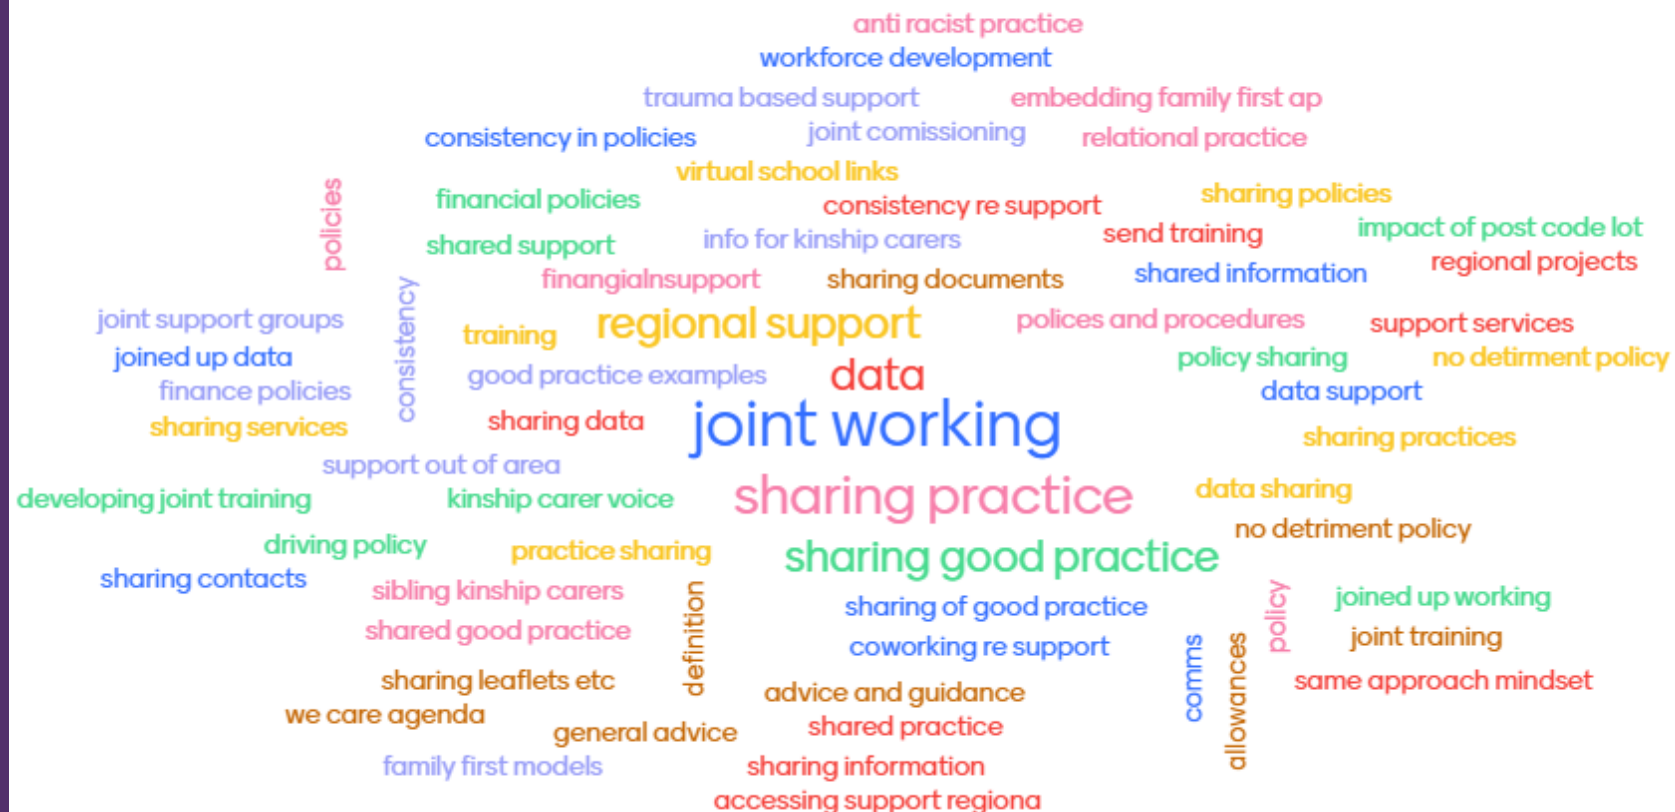 anti racist practice
workforce development
trauma based support
embedding family first ap
consistency in policies
joint comissioning
relational practice
virtual school links
policies
financial policies
consistency re support
sharing policies
shared support
info for kinship carers
send training
impact of post code lot
finangialnsupport
sharing documents
shared information
regional projects
consistency
joint support groups
training
regional support
polices and procedures
support services
joined up data
good practice examples
data
policy sharing
no detirment policy
finance policies
data support
sharing services
sharing data
joint working
sharing practices
support out of area
developing joint training
kinship carer voice
sharing practice
data sharing
no detriment policy
driving policy
practice sharing
sharing good practice
sharing contacts
sibling kinship carers
definition
sharing of good practice
policy
joined up working
shared good practice
coworking re support
comms
allowances
joint training
sharing leaflets etc
advice and guidance
same approach mindset
we care agenda
general advice
shared practice
family first models
sharing information
accessing support regiona